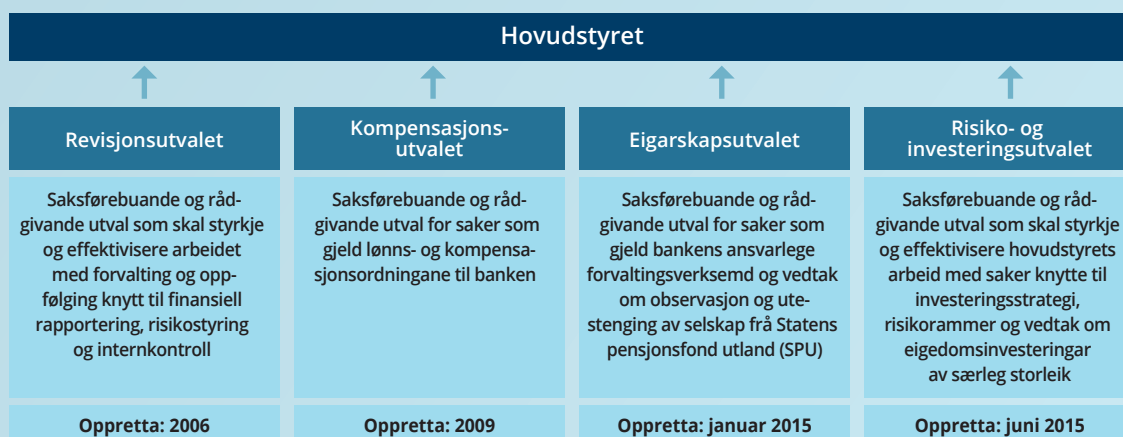 Hovudstyret
Revisjonsutvalet
Saksførebuande og råd-
givande utval som skal styrkje
og effektivisere arbeidet
med forvalting og opp-
følging knytt til finansiell
rapportering, risikostyring
og internkontroll
Oppretta: 2006
Kompensasjons-
utvalet
Saksførebuande og råd-
givande utval for saker som
gjeld lønns- og kompensa-
sjonsordningane til banken
Oppretta: 2009
Eigarskapsutvalet
Saksførebuande og råd-
givande utval for saker som
gjeld bankens ansvarlege
forvaltingsverksemd og vedtak
om observasjon og ute-
stenging av selskap frå Statens
pensjonsfond utland (SPU)
Oppretta: januar 2015
Risiko- og
investeringsutvalet
Saksførebuande og råd-
givande utval som skal styrkje
og effektivisere hovudstyrets
arbeid med saker knytte til
investeringsstrategi,
risikorammer og vedtak om
eigedomsinvesteringar
av særleg storleik
Oppretta: juni 2015